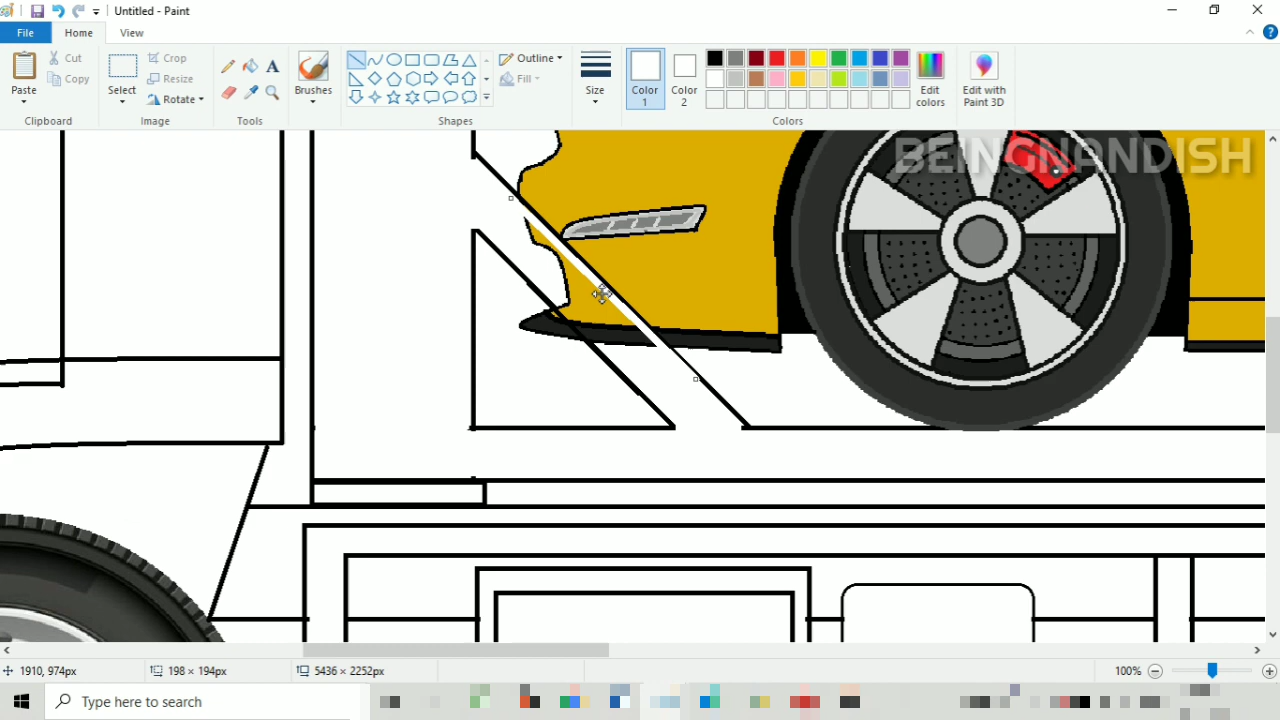 Untitled - Paint
File Home View
Paste Cut Copy Clipboard
Select Crop Resize Rotate Image
A Tools
Brushes
Outline Fill Shapes
Size
Color 1 Color 2 Edit colors Colors
Edit with Paint 3D
BEINGNANDISH
1910, 974px 198 × 194px 5436 × 2252px 100%
Type here to search